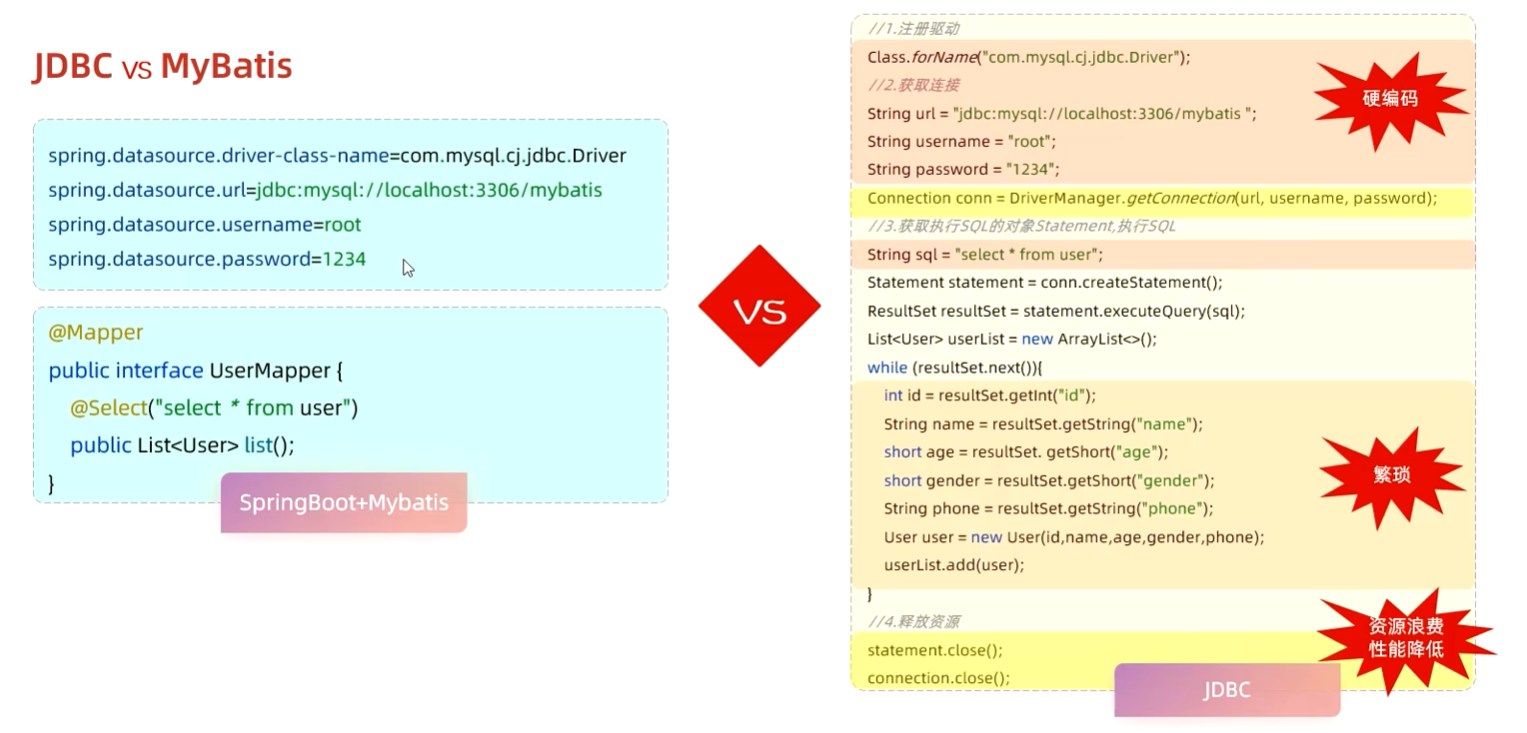 JDBC vs MyBatis
spring.datasource.driver-class-name=com.mysql.cj.jdbc.Driver
spring.datasource.url=jdbc:mysql://localhost:3306/mybatis
spring.datasource.username=root
spring.datasource.password=1234
@Mapper
public interface UserMapper {
@Select("select * from user")
public List<User> list();
}
SpringBoot+Mybatis
VS
//1.注册驱动
Class.forName("com.mysql.cj.jdbc.Driver");
//2.获取连接
String url = "jdbc:mysql://localhost:3306/mybatis ";
String username = "root";
String password = "1234";
硬编码
Connection conn = DriverManager.getConnection(url, username, password);
//3.获取执行SQL的对象Statement,执行SQL
String sql = "select * from user";
Statement statement = conn.createStatement();
ResultSet resultSet = statement.executeQuery(sql);
List<User> userList = new ArrayList<>();
while (resultSet.next()){
int id = resultSet.getInt("id");
String name = resultSet.getString("name");
short age = resultSet. getShort("age");
short gender = resultSet.getShort("gender");
String phone = resultSet.getString("phone");
User user = new User(id,name,age,gender,phone);
userList.add(user);
繁琐
}
//4.释放资源
statement.close();
connection.close();
资源浪费
性能降低
JDBC